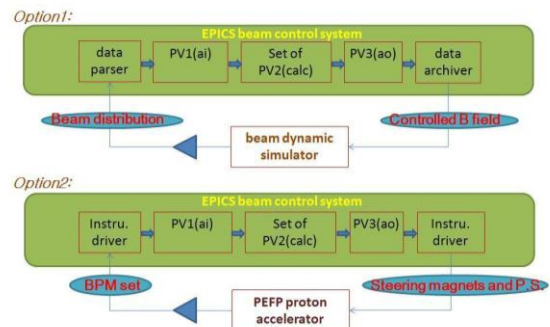 Option1:
EPICS beam control system
data parser
PV1(ai)
Set of PV2(calc)
PV3(ao)
data archiver
Beam distribution
Controlled B field
beam dynamic simulator
Option2:
EPICS beam control system
Instru. driver
PV1(ai)
Set of PV2(calc)
PV3(ao)
Instru. driver
BPM set
Steering magnets and P.S.
PEFP proton accelerator